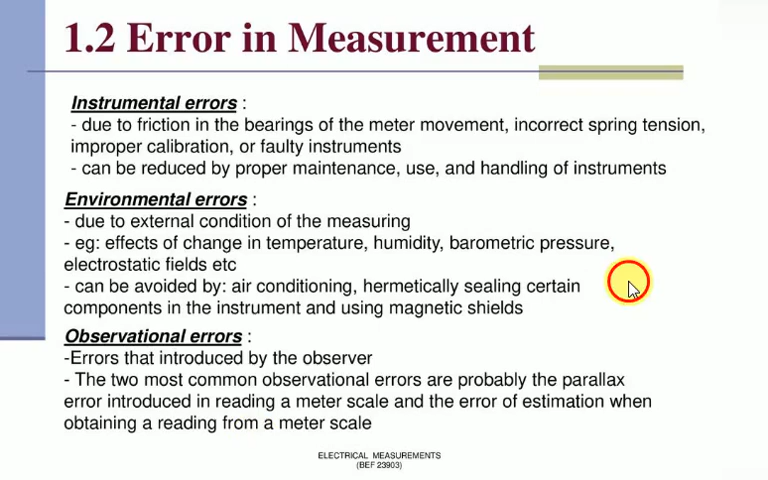 1.2 Error in Measurement
Instrumental errors :
- due to friction in the bearings of the meter movement, incorrect spring tension,
improper calibration, or faulty instruments
- can be reduced by proper maintenance, use, and handling of instruments
Environmental errors :
- due to external condition of the measuring
- eg: effects of change in temperature, humidity, barometric pressure,
electrostatic fields etc
- can be avoided by: air conditioning, hermetically sealing certain
components in the instrument and using magnetic shields
Observational errors :
-Errors that introduced by the observer
- The two most common observational errors are probably the parallax
error introduced in reading a meter scale and the error of estimation when
obtaining a reading from a meter scale
ELECTRICAL MEASUREMENTS
(BEF 23903)